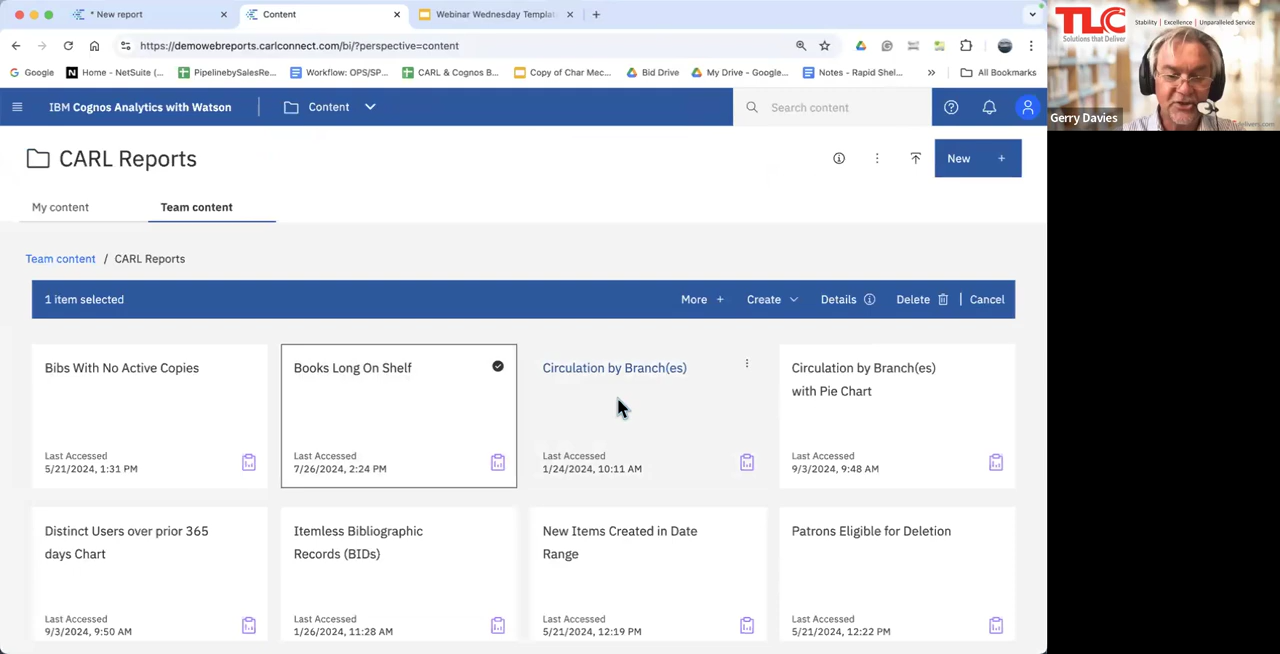 * New report
Content
Webinar Wednesday Templat
https://demowebreports.carlconnect.com/bi/?perspective=content
Google
Home - NetSuite (...
PipelinebySalesRe...
Workflow: OPS/SP...
CARL & Cognos B...
Copy of Char Mec...
Bid Drive
My Drive - Google...
Notes - Rapid Shel...
All Bookmarks
IBM Cognos Analytics with Watson
Content
Search content
CARL Reports
New +
My content
Team content
Team content / CARL Reports
1 item selected
More +
Create
Details
Delete
Cancel
Bibs With No Active Copies
Last Accessed
5/21/2024, 1:31 PM
Books Long On Shelf
Last Accessed
7/26/2024, 2:24 PM
Circulation by Branch(es)
Last Accessed
1/24/2024, 10:11 AM
Circulation by Branch(es)
with Pie Chart
Last Accessed
9/3/2024, 9:48 AM
Distinct Users over prior 365
days Chart
Last Accessed
9/3/2024, 9:50 AM
Itemless Bibliographic
Records (BIDs)
Last Accessed
1/26/2024, 11:28 AM
New Items Created in Date
Range
Last Accessed
5/21/2024, 12:19 PM
Patrons Eligible for Deletion
Last Accessed
5/21/2024, 12:22 PM
TLC
Solutions that Deliver
Stability | Excellence | Unparalleled Service
Gerry Davies